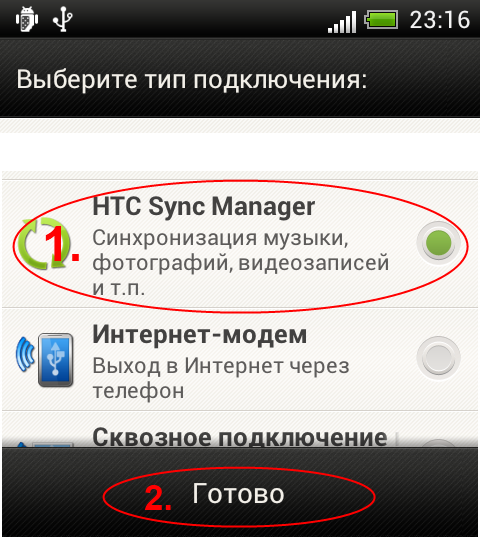 23:16
Выберите тип подключения:
HTC Sync Manager
1.
Синхронизация музыки,
фотографий, видеозаписей
и т.п.
Интернет-модем
Выход в Интернет через
телефон
Сквозное подключение
2. Готово